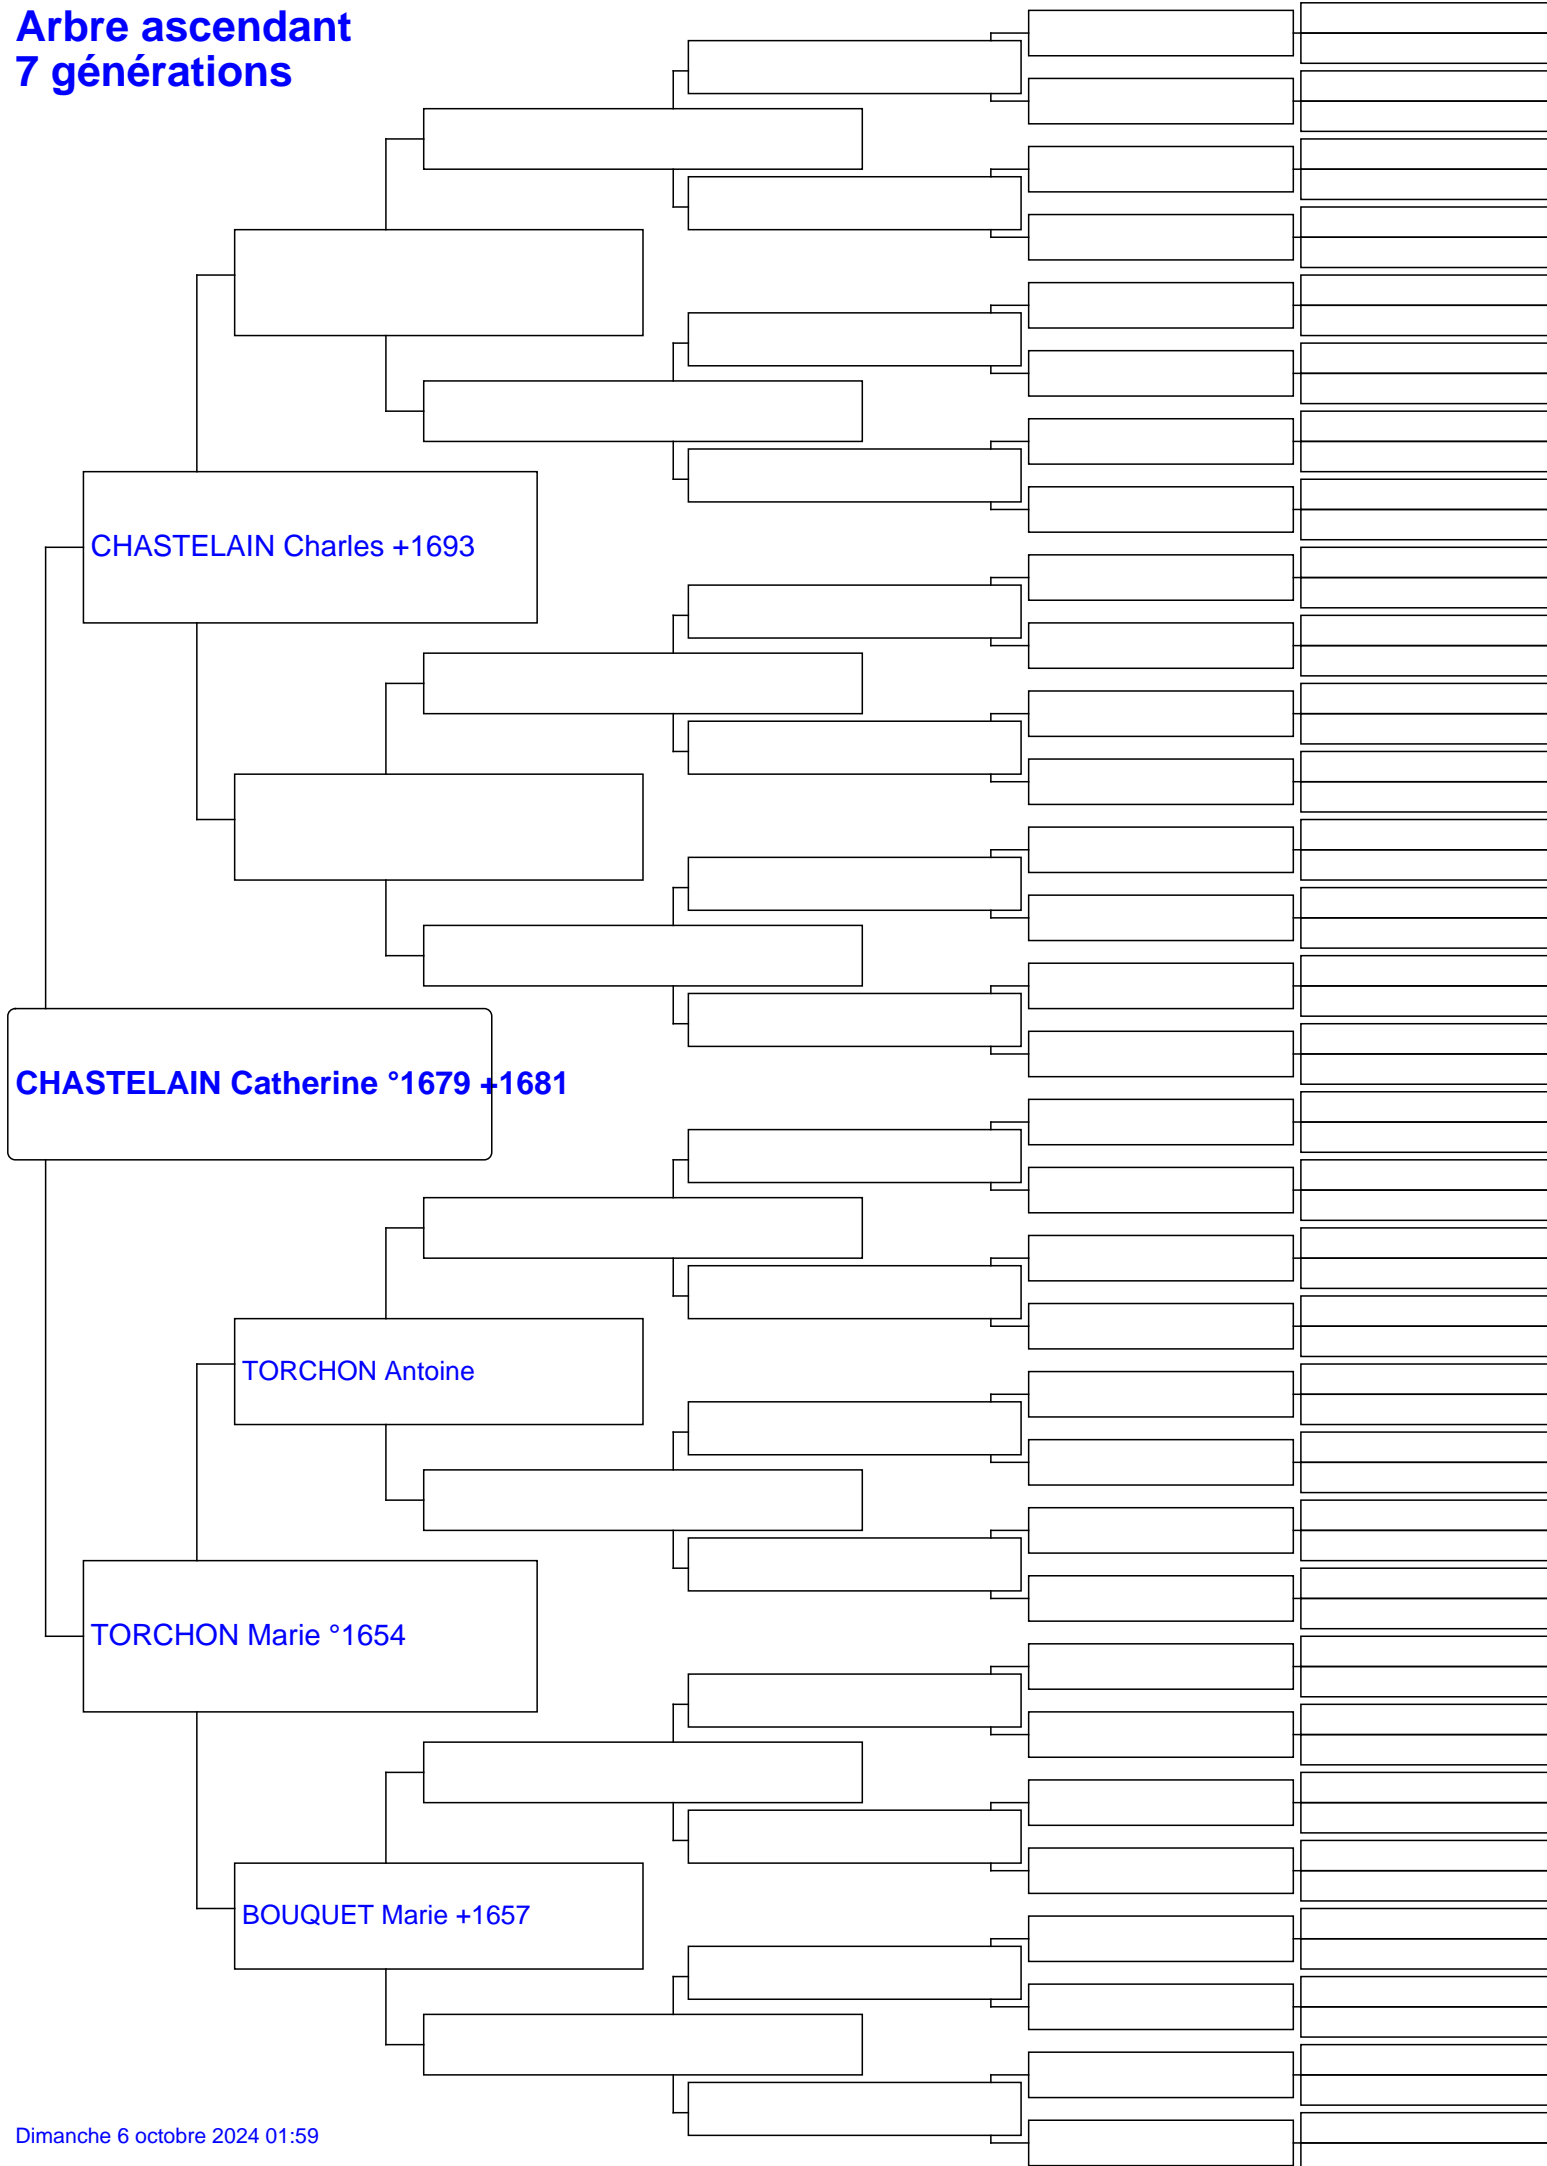 Arbre ascendant
7 générations
CHASTELAIN Charles +1693
CHASTELAIN Catherine °1679 +1681
TORCHON Antoine
TORCHON Marie °1654
BOUQUET Marie +1657
Dimanche 6 octobre 2024 01:59